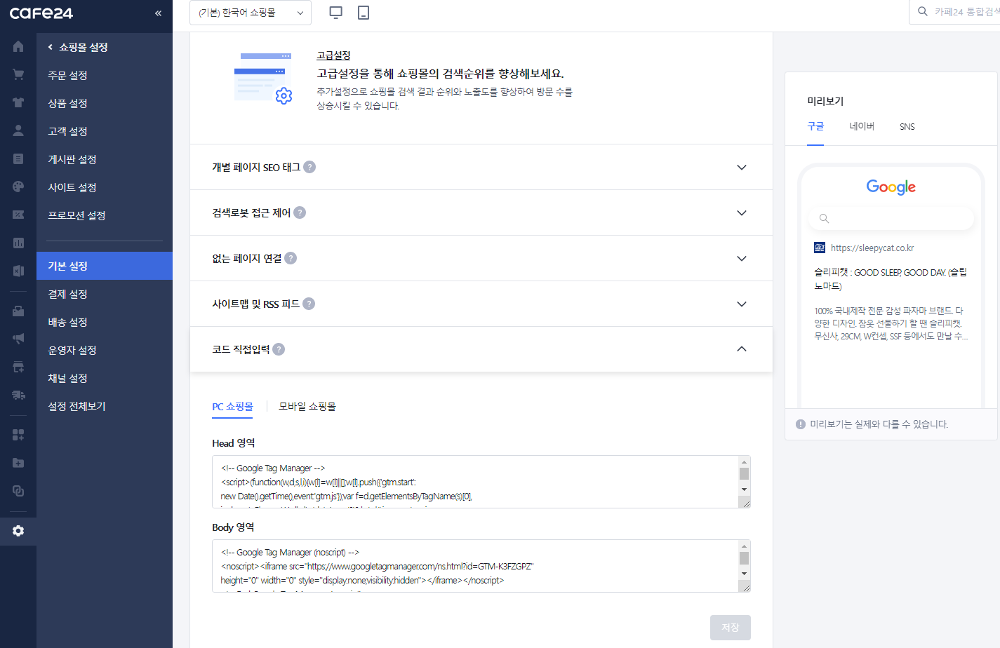 cafe24
«
(기본) 한국어 쇼핑몰
카페24 통합검색
쇼핑몰 설정
주문 설정
상품 설정
고객 설정
게시판 설정
사이트 설정
프로모션 설정
기본 설정
결제 설정
배송 설정
운영자 설정
채널 설정
설정 전체보기
고급설정
고급설정을 통해 쇼핑몰의 검색순위를 향상해보세요.
추가설정으로 쇼핑몰 검색 결과 순위와 노출도를 향상하여 방문 수를
상승시킬 수 있습니다.
개별 페이지 SEO 태그 ?
검색로봇 접근 제어 ?
없는 페이지 연결 ?
사이트맵 및 RSS 피드 ?
코드 직접입력 ?
PC 쇼핑몰
모바일 쇼핑몰
Head 영역
<!-- Google Tag Manager -->
<script>(function(w,d,s,l,i){w[l]=w[l]||[];w[l].push({'gtm.start':
new Date().getTime(),event:'gtm.js'});var f=d.getElementsByTagName(s)[0],
Body 영역
<!-- Google Tag Manager (noscript) -->
<noscript><iframe src="https://www.googletagmanager.com/ns.html?id=GTM-K3FZGPZ"
height="0" width="0" style="display:none;visibility:hidden"></iframe></noscript>
저장
미리보기
구글
네이버
SNS
Google
https://sleepycat.co.kr
슬리피캣 : GOOD SLEEP, GOOD DAY. (슬립
노마드)
100% 국내제작 전문 감성 파자마 브랜드. 다
양한 디자인. 잠옷 선물하기 할 땐 슬리피캣.
무신사, 29CM, W컨셉, SSF 등에서도 만날 수...
미리보기는 실제와 다를 수 있습니다.